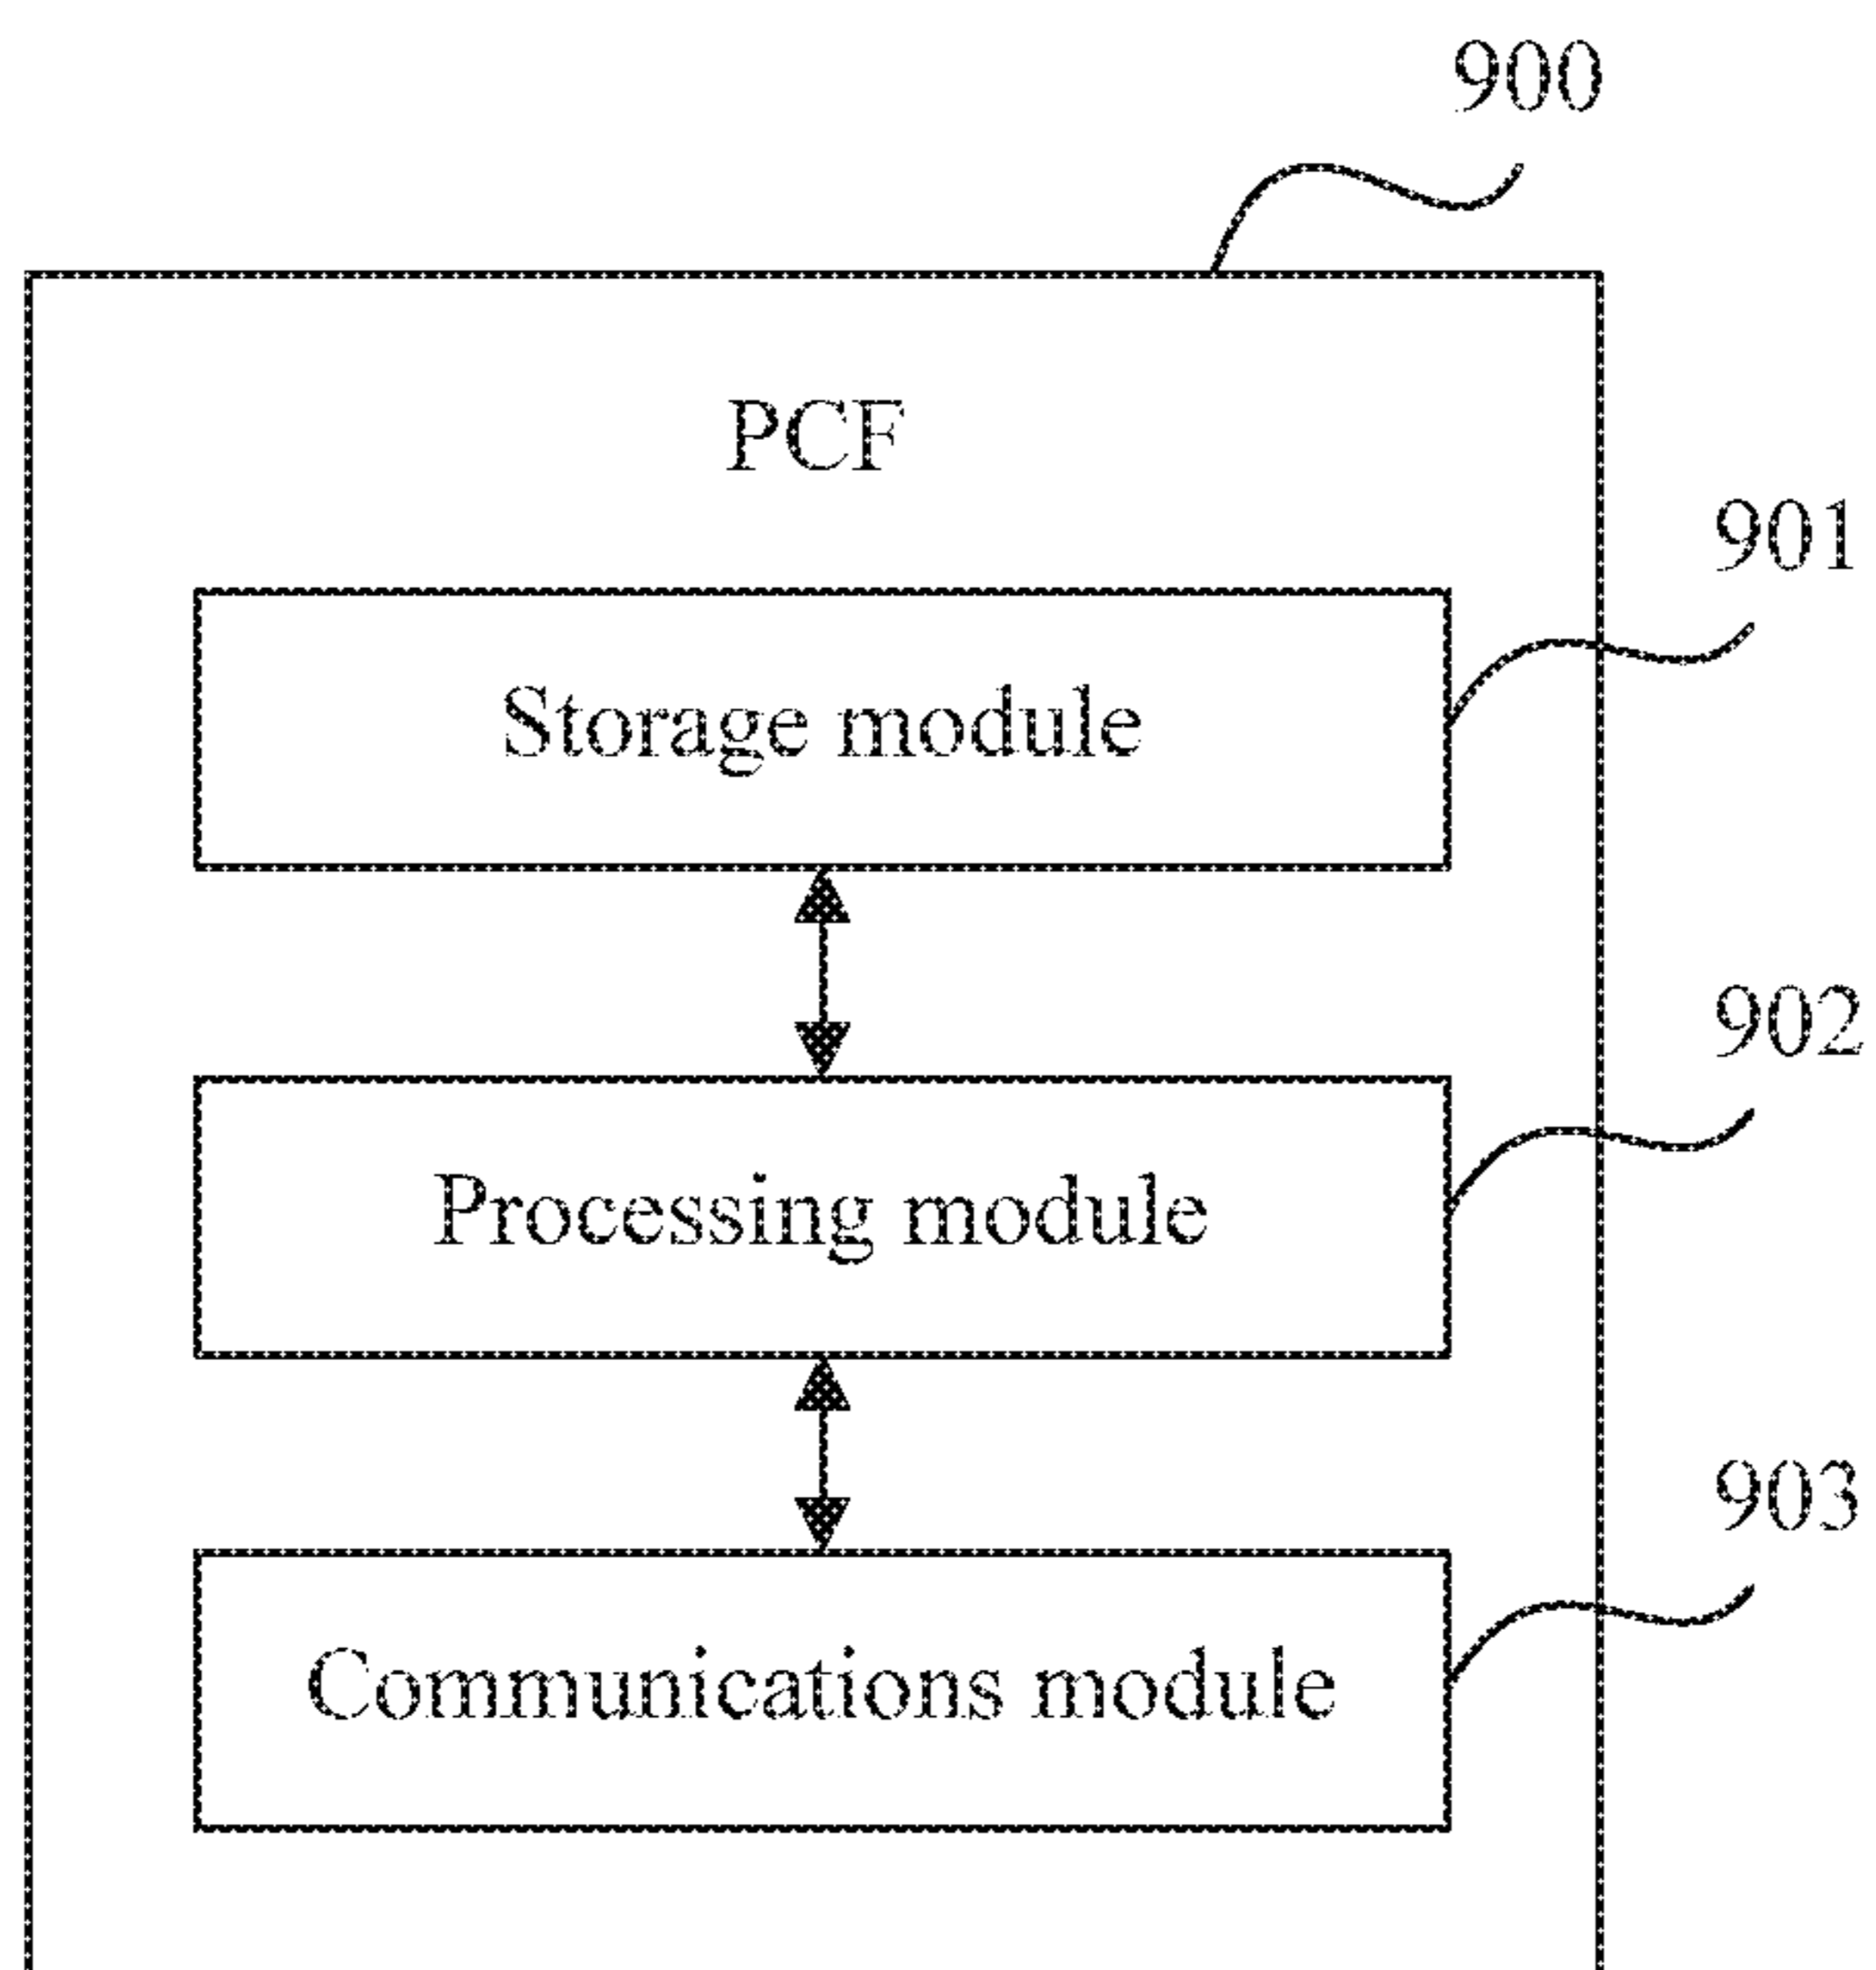 900
PCF
901
Storage module
902
Processing module
903
Communications module